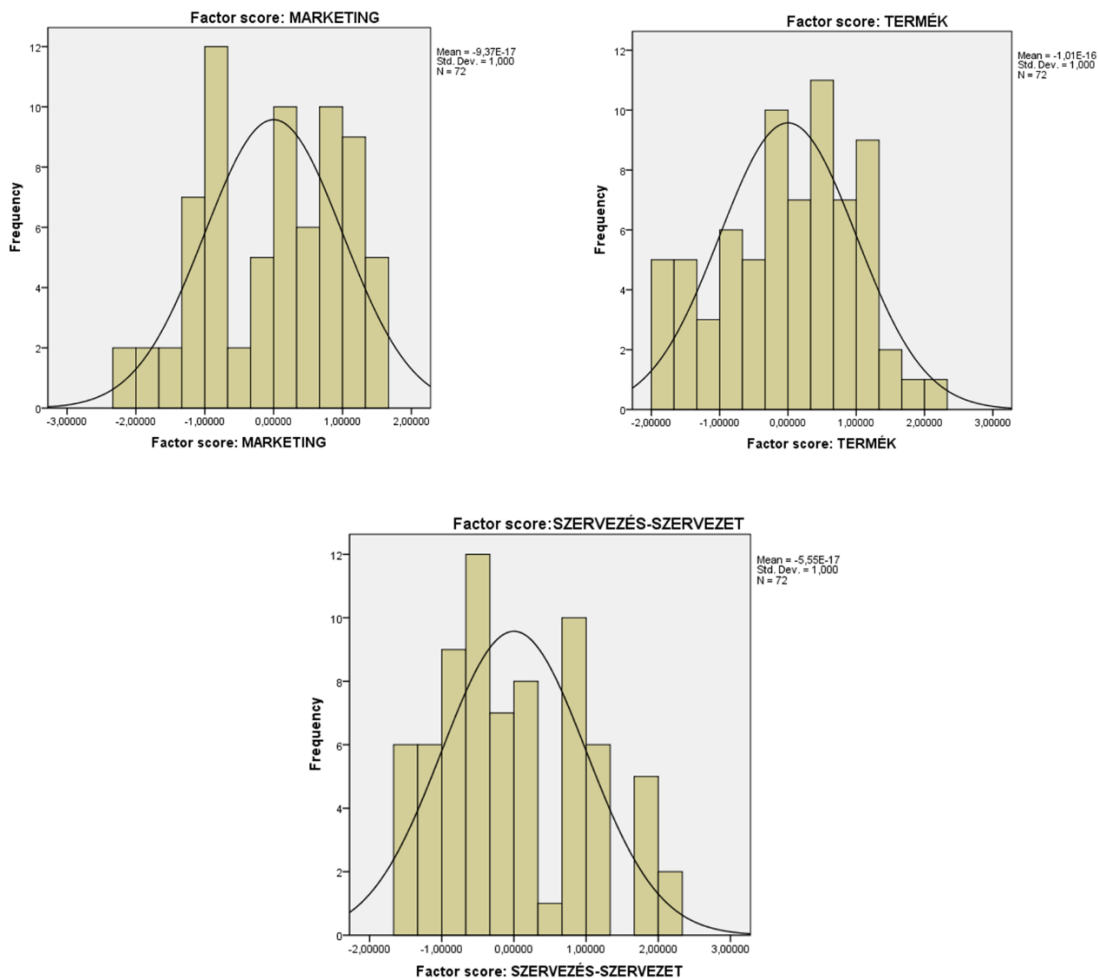 Factor score: MARKETING
Mean = -9,37E-17
Std. Dev. = 1,000
N = 72
12
10
8
6
4
2
0
Frequency
-3,00000 -2,00000 -1,00000 0,00000 1,00000 2,00000
Factor score: MARKETING
Factor score: TERMÉK
Mean = -1,01E-16
Std. Dev. = 1,000
N = 72
12
10
8
6
4
2
0
Frequency
-2,00000 -1,00000 0,00000 1,00000 2,00000 3,00000
Factor score: TERMÉK
Factor score:SZERVEZÉS-SZERVEZET
Mean = -5,55E-17
Std. Dev. = 1,000
N = 72
12
10
8
6
4
2
0
Frequency
-2,00000 -1,00000 0,00000 1,00000 2,00000 3,00000
Factor score: SZERVEZÉS-SZERVEZET